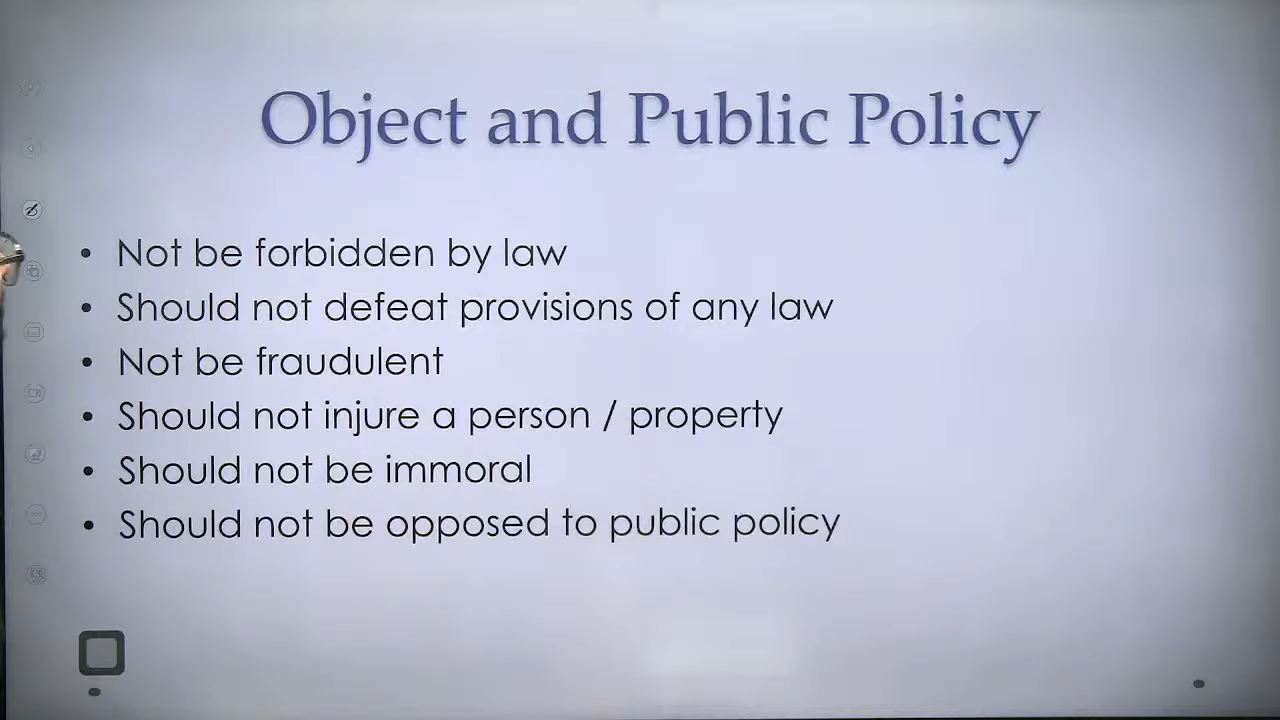 Object and Public Policy
• Not be forbidden by law
• Should not defeat provisions of any law
• Not be fraudulent
• Should not injure a person / property
• Should not be immoral
• Should not be opposed to public policy